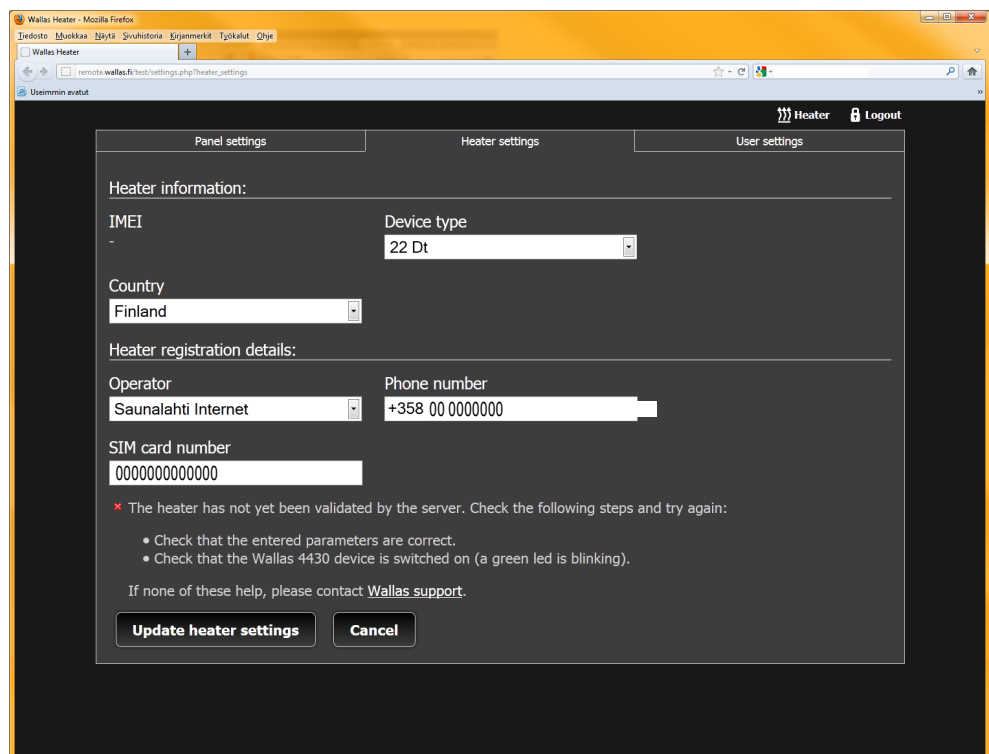 Wallas Heater - Mozilla Firefox
Tiedosto Muokkaa Näytä Sivuhistoria Kirjanmerkit Työkalut Ohje
Wallas Heater +
remote.wallas.fi/test/settings.php?heater_settings
Useimmin avatut »
Heater Logout
Panel settings Heater settings User settings
Heater information:
IMEI Device type
- 22 Dt
Country
Finland
Heater registration details:
Operator Phone number
Saunalahti Internet +358 00 0000000
SIM card number
0000000000000
The heater has not yet been validated by the server. Check the following steps and try again:
• Check that the entered parameters are correct.
• Check that the Wallas 4430 device is switched on (a green led is blinking).
If none of these help, please contact Wallas support.
Update heater settings Cancel